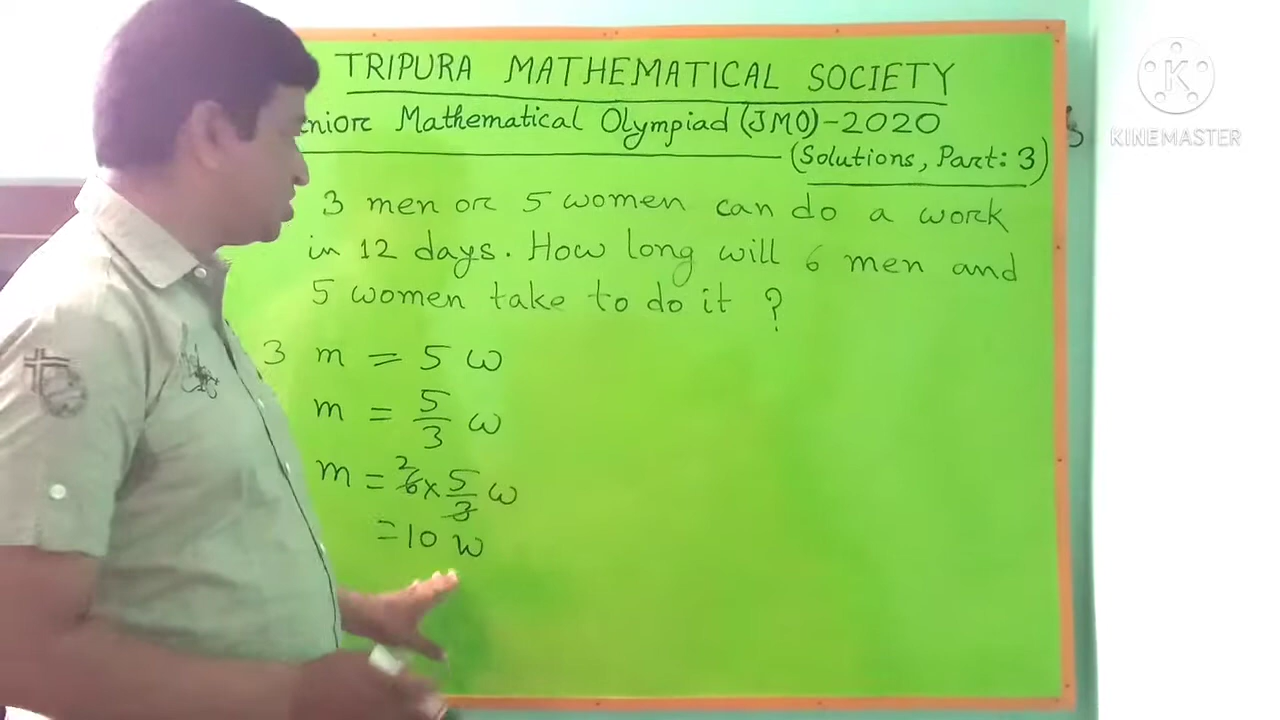 TRIPURA MATHEMATICAL SOCIETY
niorc Mathematical Olympiad (JMO)-2020
(Solutions, Part: 3)
3 men or 5 women can do a work
in 12 days. How long will 6 men and
5 women take to do it ?
3 m = 5 w
m = 5/3 w
m = 6 2 × 5/3 w
= 10 w
K
KINEMASTER